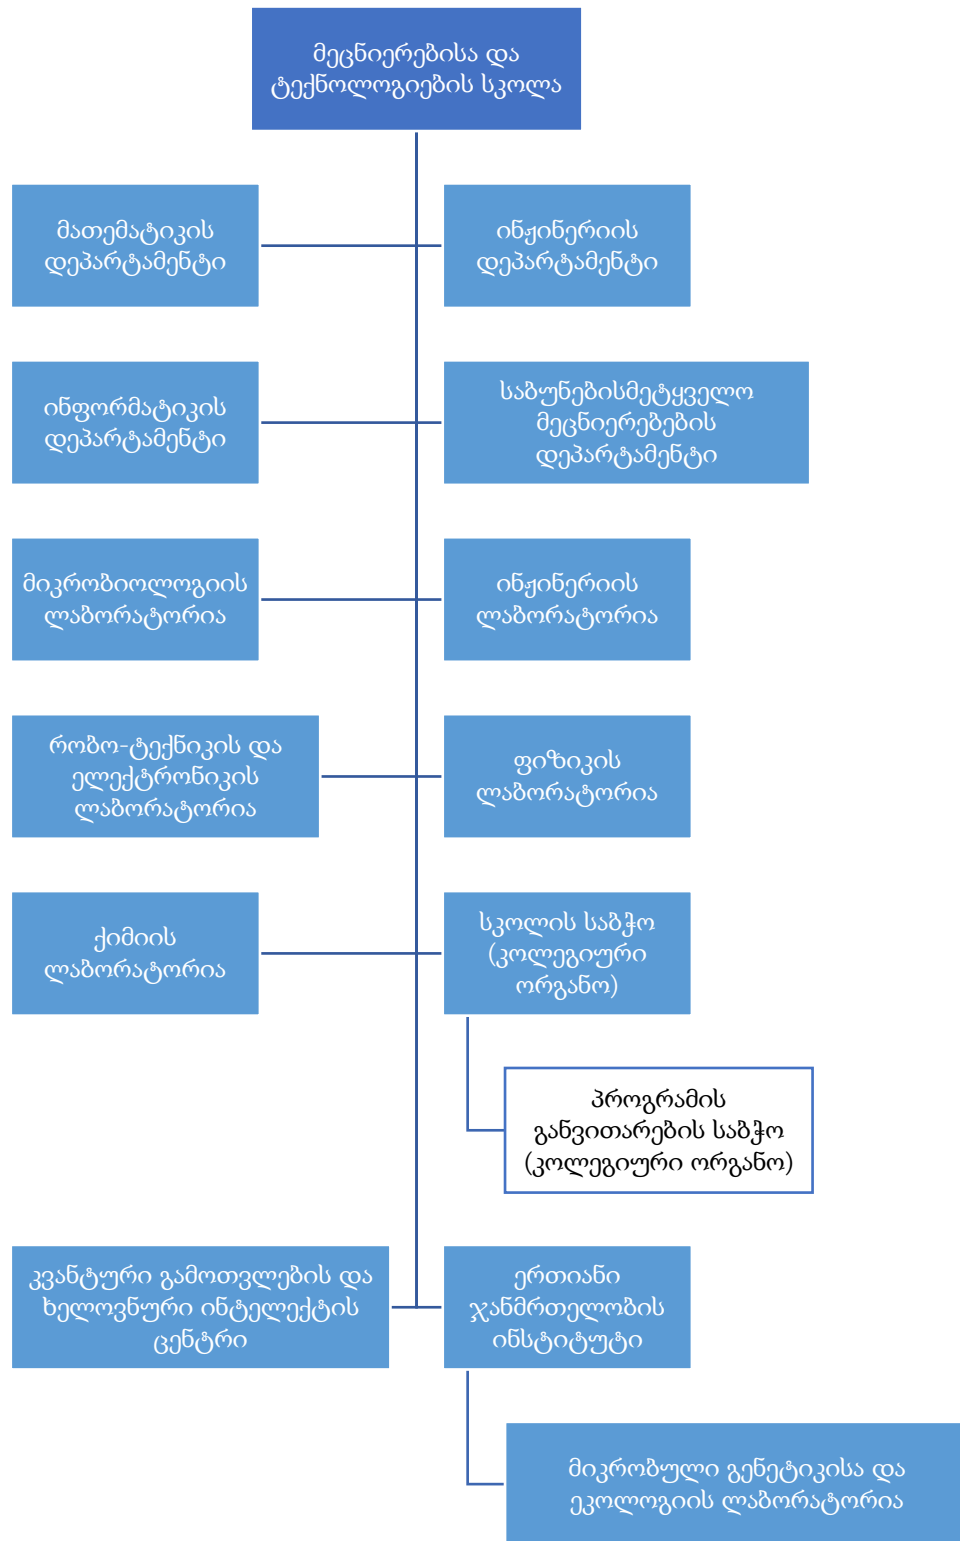 მეცნიერებისა და
ტექნოლოგიების სკოლა
მათემატიკის
დეპარტამენტი
ინჟინერიის
დეპარტამენტი
ინფორმატიკის
დეპარტამენტი
საბუნებისმეტყველო
მეცნიერებების
დეპარტამენტი
მიკრობიოლოგიის
ლაბორატორია
ინჟინერიის
ლაბორატორია
რობო-ტექნიკის და
ელექტრონიკის
ლაბორატორია
ფიზიკის
ლაბორატორია
ქიმიის
ლაბორატორია
სკოლის საბჭო
(კოლეგიური
ორგანო)
პროგრამის
განვითარების საბჭო
(კოლეგიური ორგანო)
კვანტური გამოთვლების და
ხელოვნური ინტელექტის
ცენტრი
ერთიანი
ჯანმრთელობის
ინსტიტუტი
მიკრობული გენეტიკისა და
ეკოლოგიის ლაბორატორია